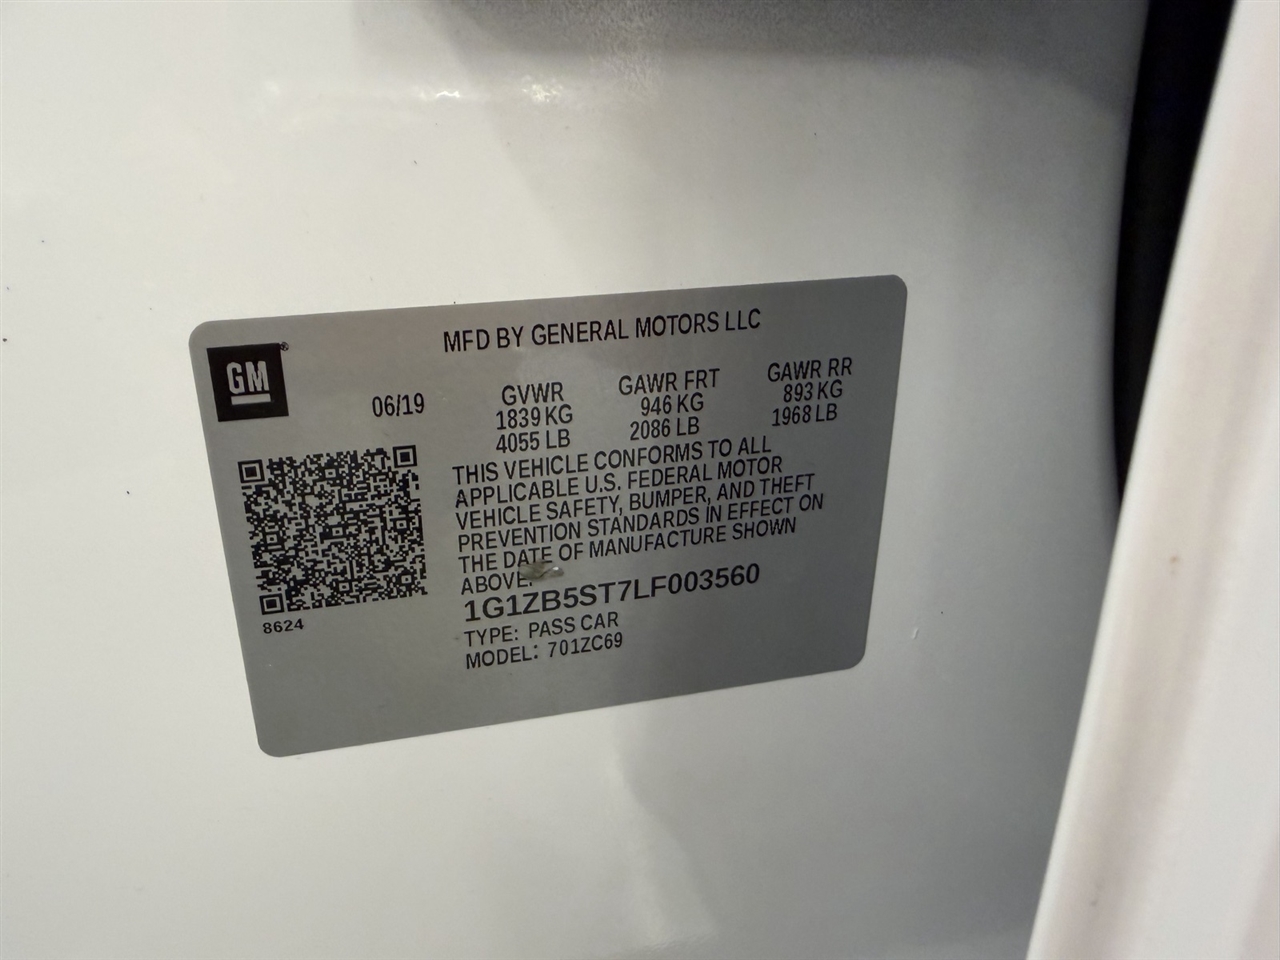 MFD BY GENERAL MOTORS LLC
GM®
06/19
GVWR
1839 KG
4055 LB
GAWR FRT
946 KG
2086 LB
GAWR RR
893 KG
1968 LB
THIS VEHICLE CONFORMS TO ALL
APPLICABLE U.S. FEDERAL MOTOR
VEHICLE SAFETY, BUMPER, AND THEFT
PREVENTION STANDARDS IN EFFECT ON
THE DATE OF MANUFACTURE SHOWN
ABOVE.
1G1ZB5ST7LF003560
TYPE: PASS CAR
MODEL: 701ZC69
8624